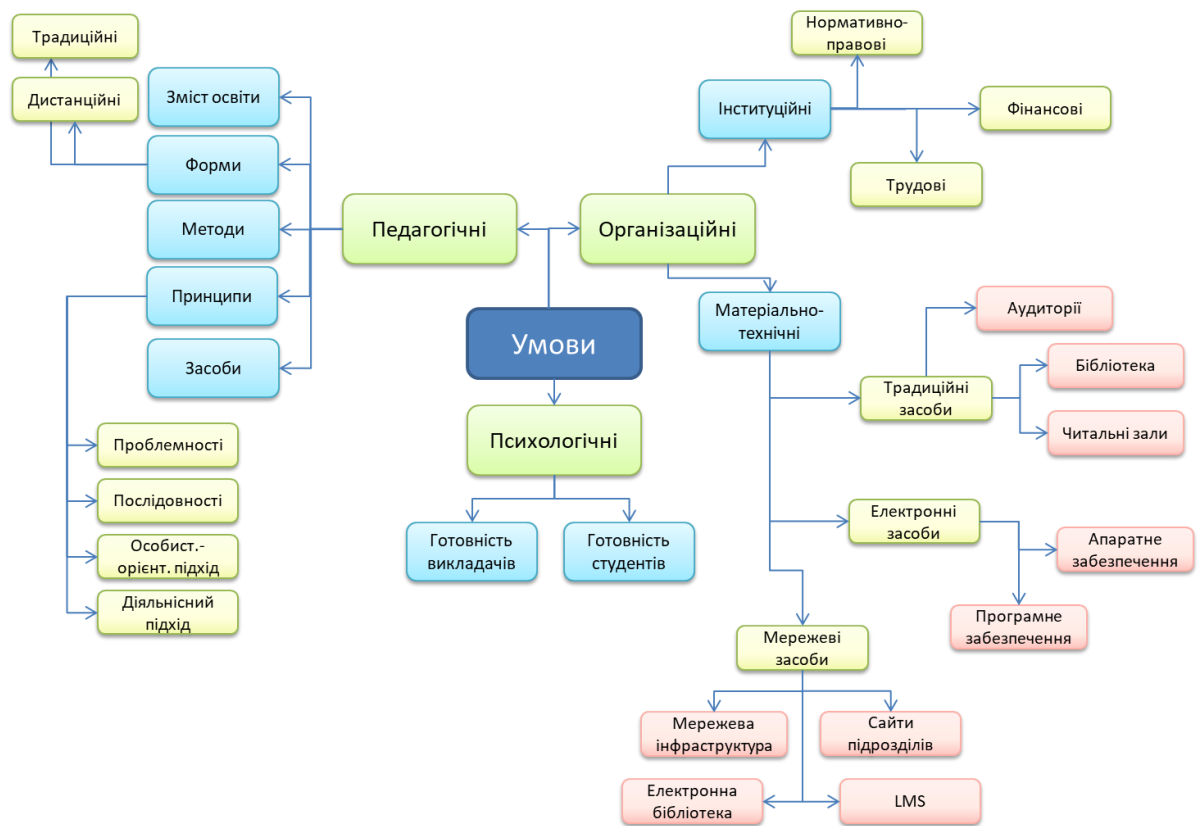 Традиційні
Дистанційні
Зміст освіти
Форми
Методи
Принципи
Засоби
Проблемності
Послідовності
Особист.-
орієнт. підхід
Діяльнісний
підхід
Педагогічні
Умови
Психологічні
Готовність
викладачів
Готовність
студентів
Організаційні
Інституційні
Нормативно-
правові
Фінансові
Трудові
Матеріально-
технічні
Традиційні
засоби
Аудиторії
Бібліотека
Читальні зали
Електронні
засоби
Апаратне
забезпечення
Програмне
забезпечення
Мережеві
засоби
Мережева
інфраструктура
Сайти
підрозділів
Електронна
бібліотека
LMS